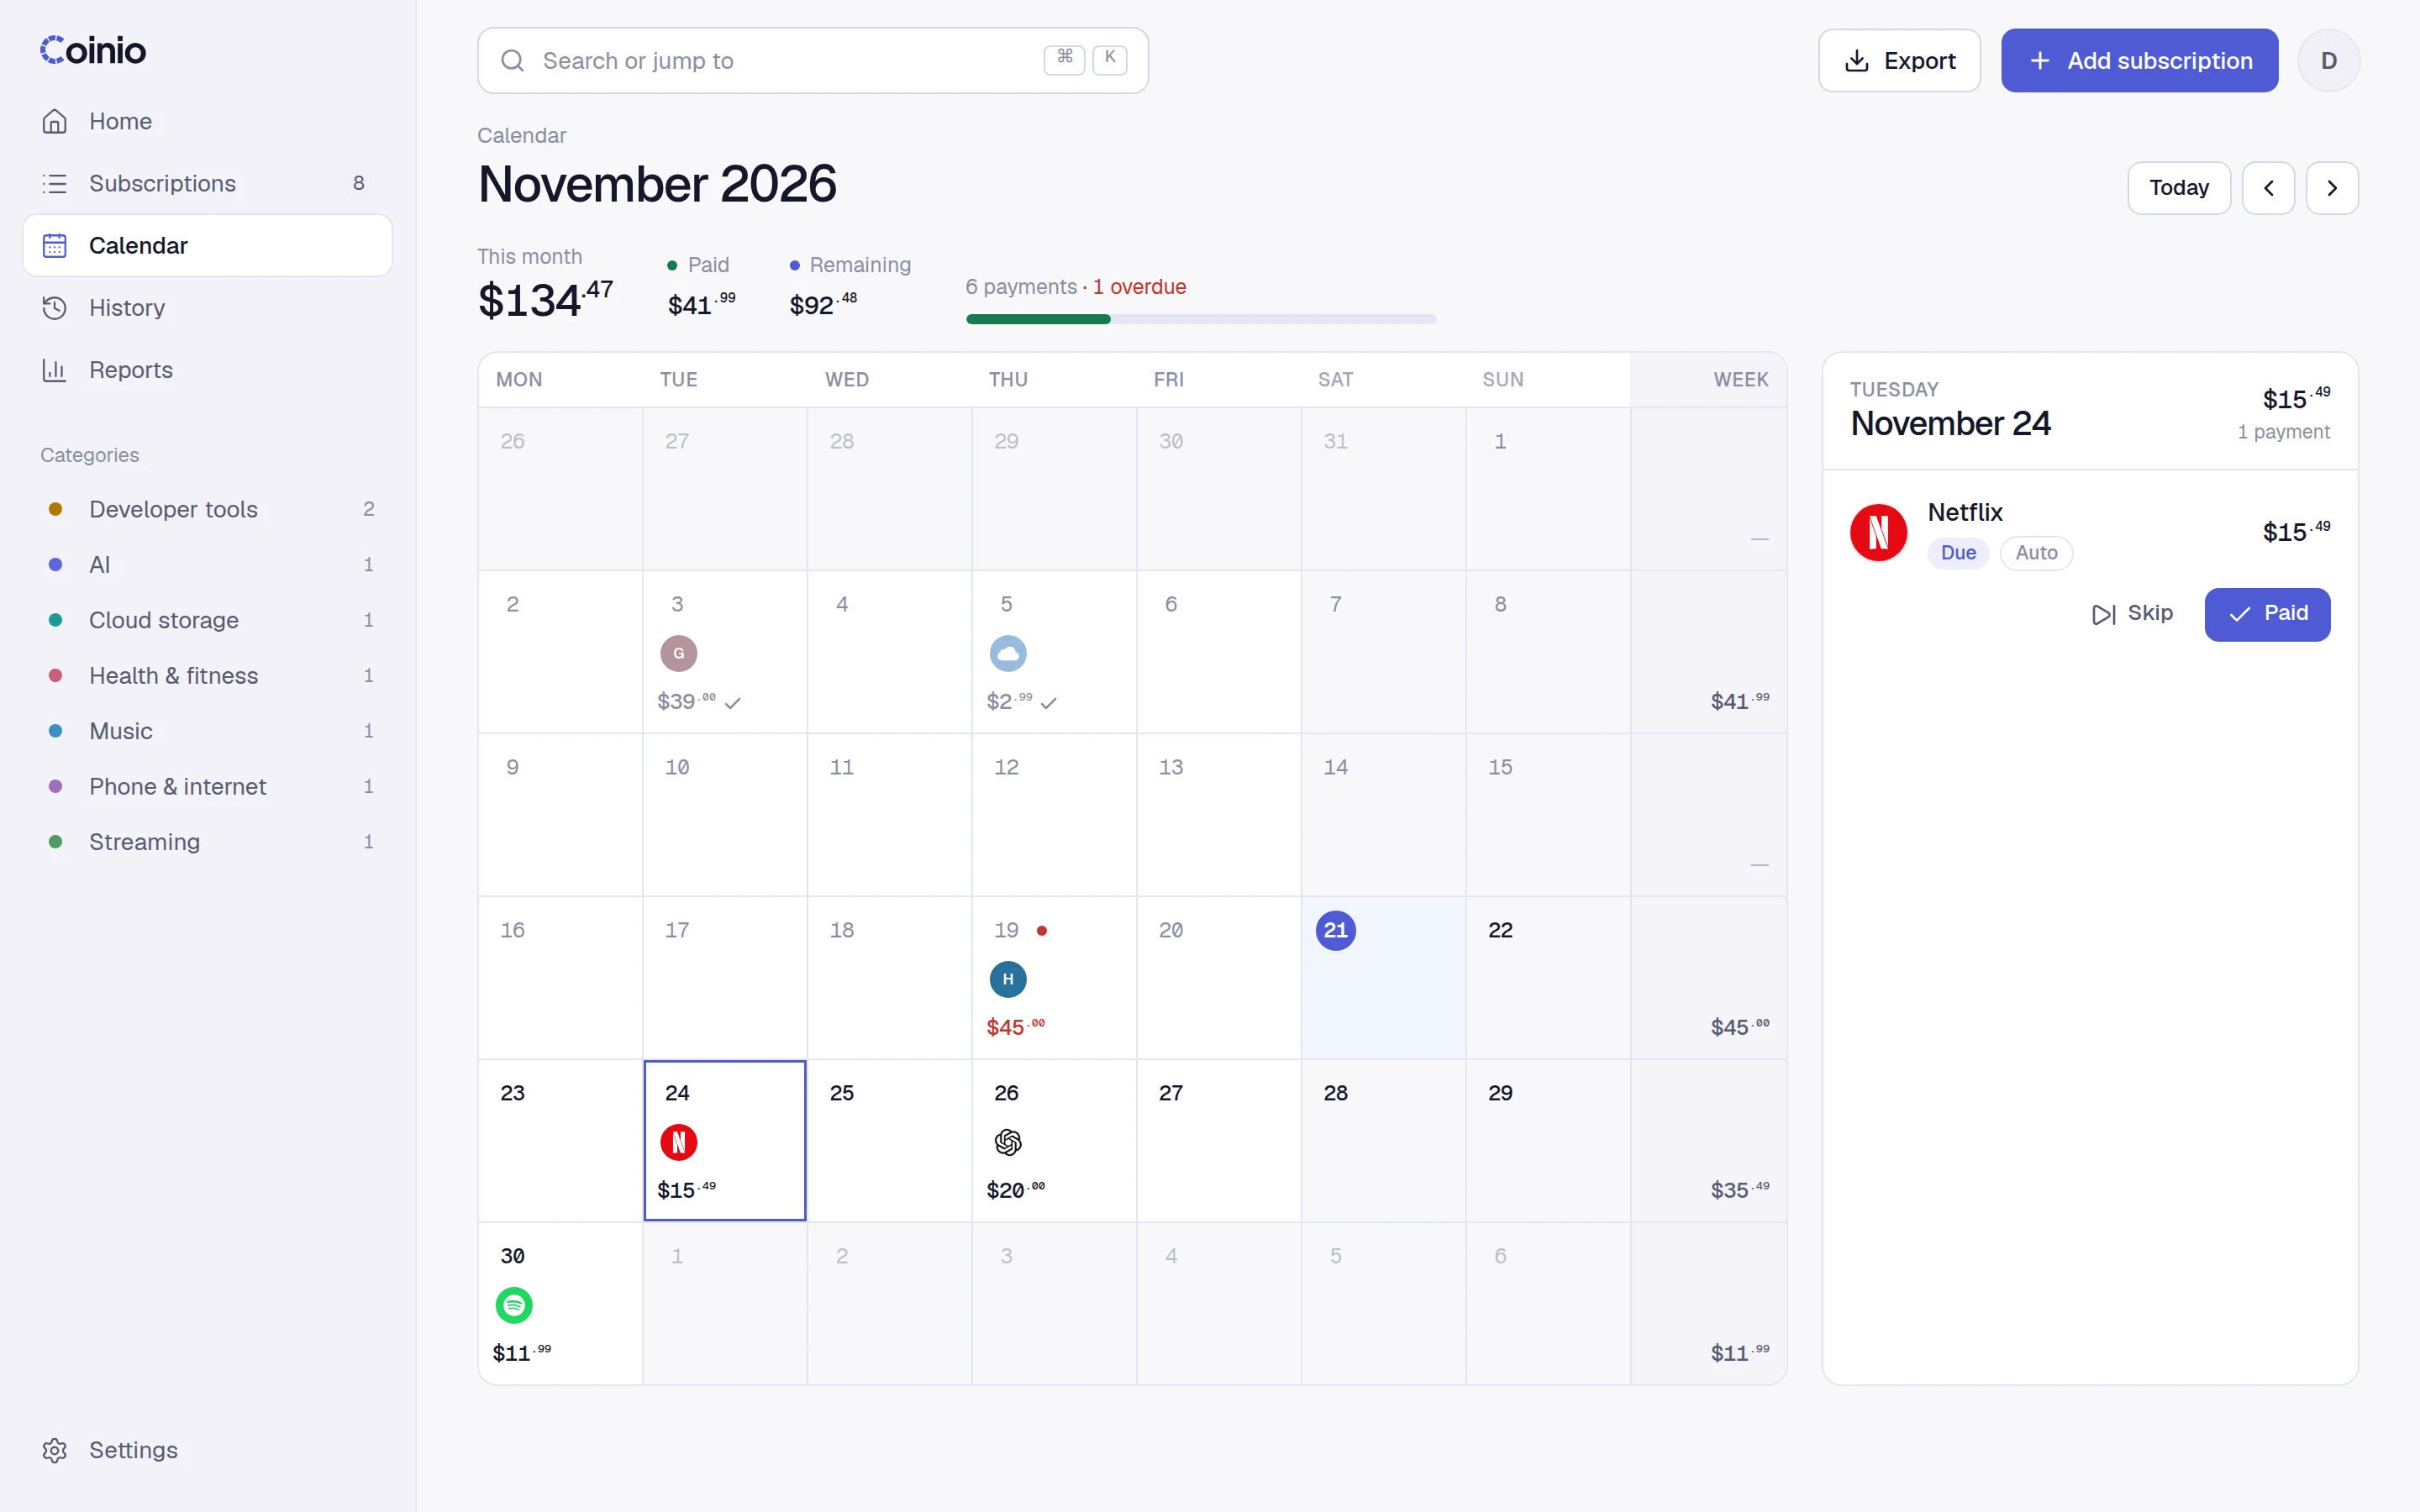 Coinio
Home
Subscriptions 8
Calendar
History
Reports
Categories
Developer tools 2
AI 1
Cloud storage 1
Health & fitness 1
Music 1
Phone & internet 1
Streaming 1
Settings
Search or jump to ⌘ K
Export
+ Add subscription
D
Calendar
November 2026
Today
This month
$134.47
Paid
$41.99
Remaining
$92.48
6 payments · 1 overdue
MON TUE WED THU FRI SAT SUN WEEK
26 27 28 29 30 31 1
—
2 3 4 5 6 7 8
G
$39.00 $2.99 $41.99
9 10 11 12 13 14 15
—
16 17 18 19 20 21 22
H
$45.00 $45.00
23 24 25 26 27 28 29
N
$15.49 $20.00 $35.49
30 1 2 3 4 5 6
$11.99 $11.99
TUESDAY
November 24
$15.49
1 payment
N
Netflix
Due Auto
$15.49
Skip
Paid